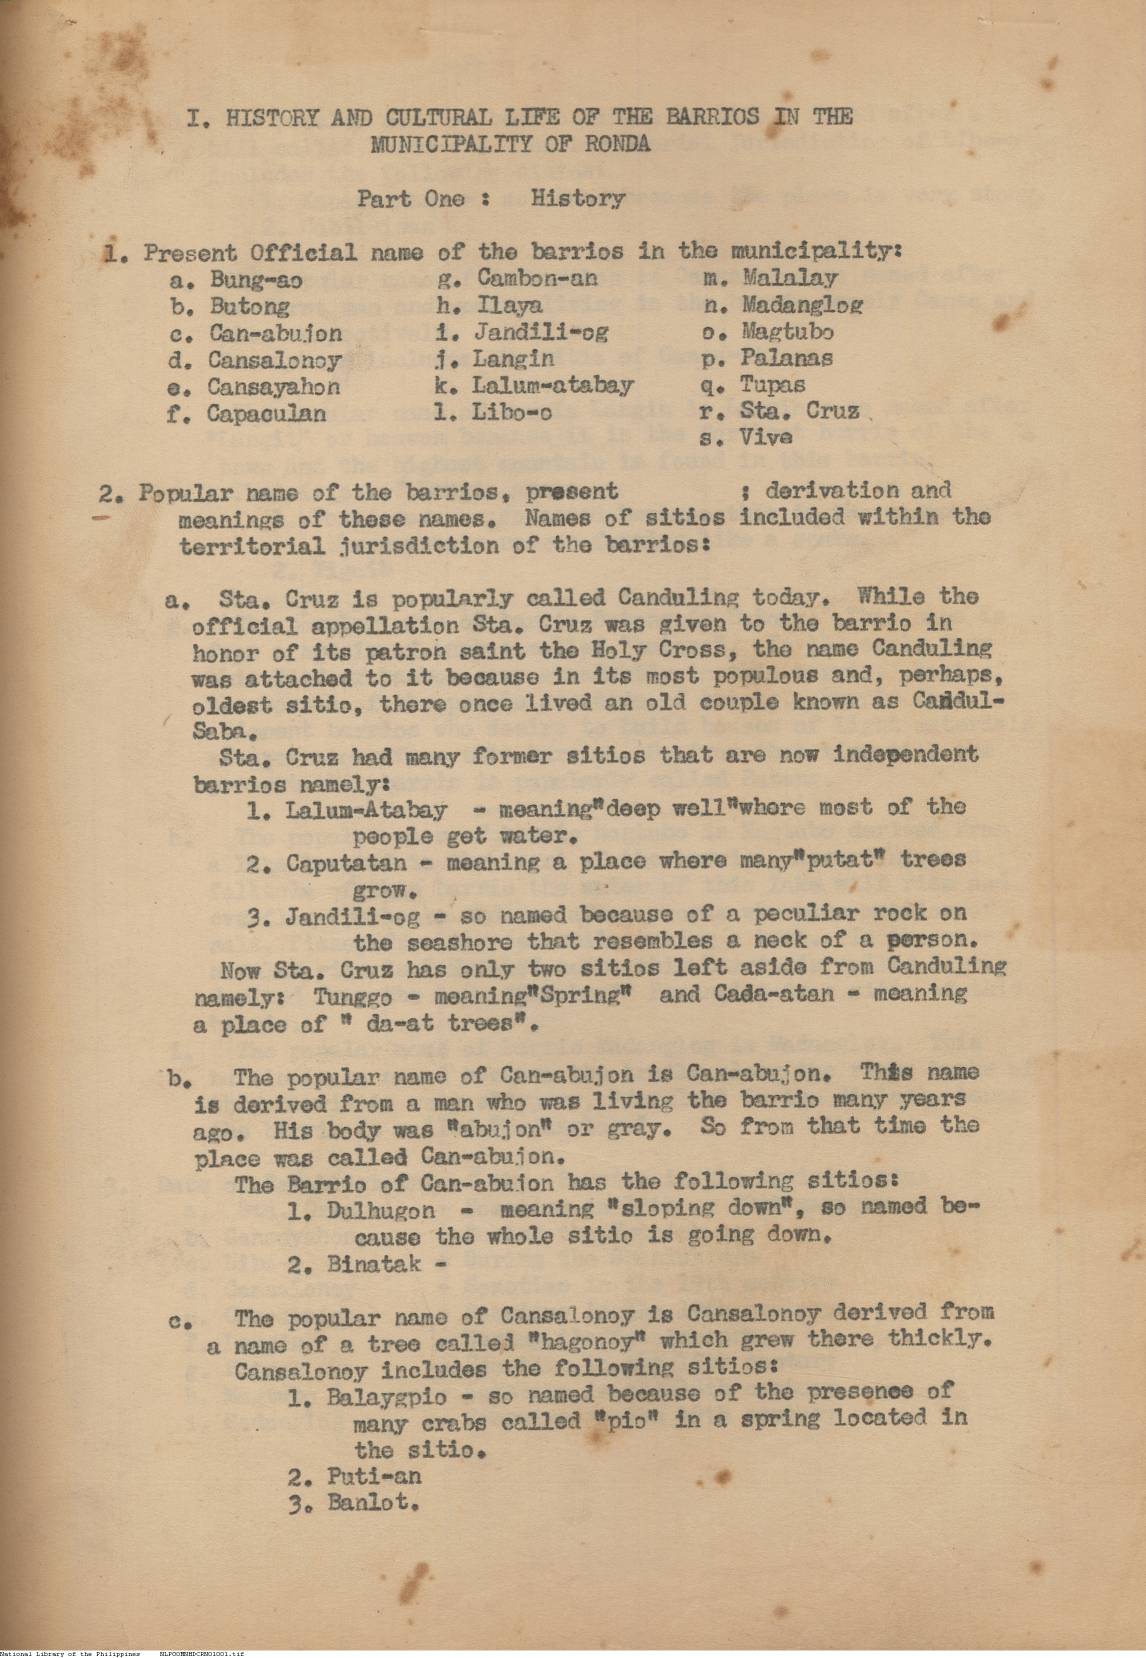 I. HISTORY AND CULTURAL LIFE OF THE BARRIOS IN THE
MUNICIPALITY OF RONDA
Part One : History
1. Present Official name of the barrios in the municipality:
a. Bung-ao g. Cambon-an m. Malalay
b. Butong h. Ilaya n. Madanglog
c. Can-abujon i. Jandili-og o. Magtubo
d. Cansalonoy j. Langin p. Palanas
e. Cansayahon k. Lalum-atabay q. Tupas
f. Capaculan l. Libo-o r. Sta. Cruz
s. Vive
2. Popular name of the barrios, present ; derivation and
meanings of these names. Names of sitios included within the
territorial jurisdiction of the barrios:
a. Sta. Cruz is popularly called Canduling today. While the
official appellation Sta. Cruz was given to the barrio in
honor of its patron saint the Holy Cross, the name Canduling
was attached to it because in its most populous and, perhaps,
oldest sitio, there once lived an old couple known as Candul-
Saba.
Sta. Cruz had many former sitios that are now independent
barrios namely:
1. Lalum-Atabay - meaning"deep well"where most of the
people get water.
2. Caputatan - meaning a place where many"putat" trees
grow.
3. Jandili-og - so named because of a peculiar rock on
the seashore that resembles a neck of a person.
Now Sta. Cruz has only two sitios left aside from Canduling
namely: Tunggo - meaning"Spring" and Cada-atan - meaning
a place of " da-at trees".
b. The popular name of Can-abujon is Can-abujon. This name
is derived from a man who was living the barrio many years
ago. His body was "abujon" or gray. So from that time the
place was called Can-abujon.
The Barrio of Can-abujon has the following sitios:
1. Dulhugon - meaning "sloping down", so named be-
cause the whole sitio is going down.
2. Binatak -
c. The popular name of Cansalonoy is Cansalonoy derived from
a name of a tree called "hagonoy" which grew there thickly.
Cansalonoy includes the following sitios:
1. Balaygpio - so named because of the presence of
many crabs called "pio" in a spring located in
the sitio.
2. Puti-an
3. Banlot.
National Library of the Philippines